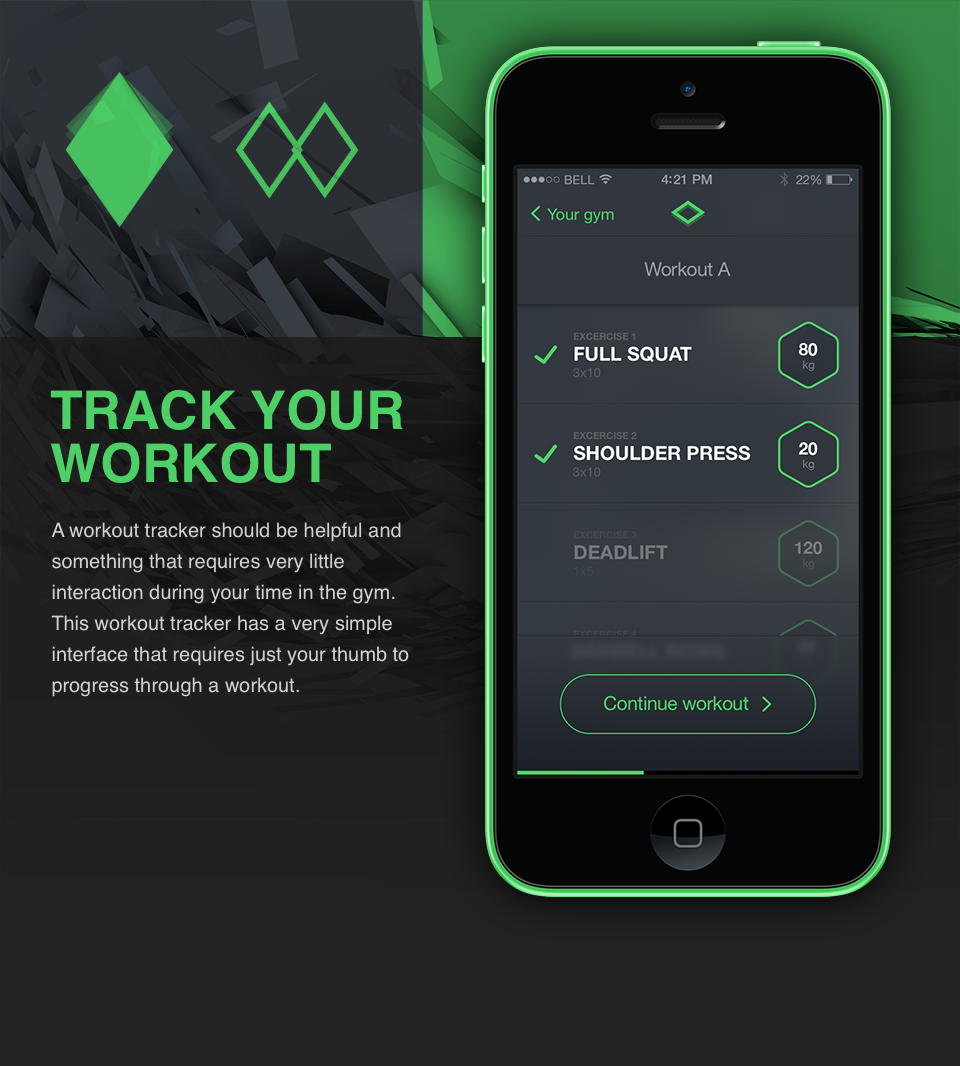 BELL 4:21 PM 22%
Your gym
Workout A
EXCERCISE 1
FULL SQUAT
3x10
80
kg
EXCERCISE 2
SHOULDER PRESS
3x10
20
kg
EXCERCISE 3
DEADLIFT
1x5
120
kg
EXCERCISE 4
BARBELL ROWS
Continue workout
TRACK YOUR
WORKOUT
A workout tracker should be helpful and
something that requires very little
interaction during your time in the gym.
This workout tracker has a very simple
interface that requires just your thumb to
progress through a workout.